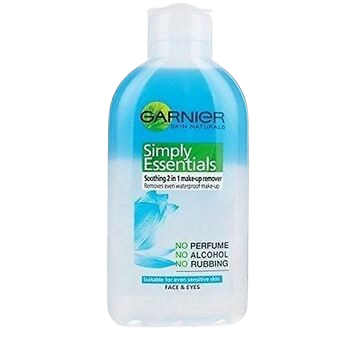 GARNIER
SKIN NATURALS
Simply
Essentials
Soothing 2 in 1 make-up remover
Removes even waterproof make-up
NO PERFUME
NO ALCOHOL
NO RUBBING
Suitable for even sensitive skin
FACE & EYES